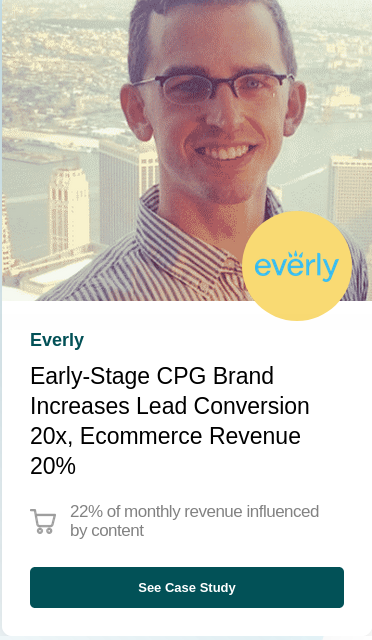 everly
Everly
Early-Stage CPG Brand
Increases Lead Conversion
20x, Ecommerce Revenue
20%
22% of monthly revenue influenced
by content
See Case Study